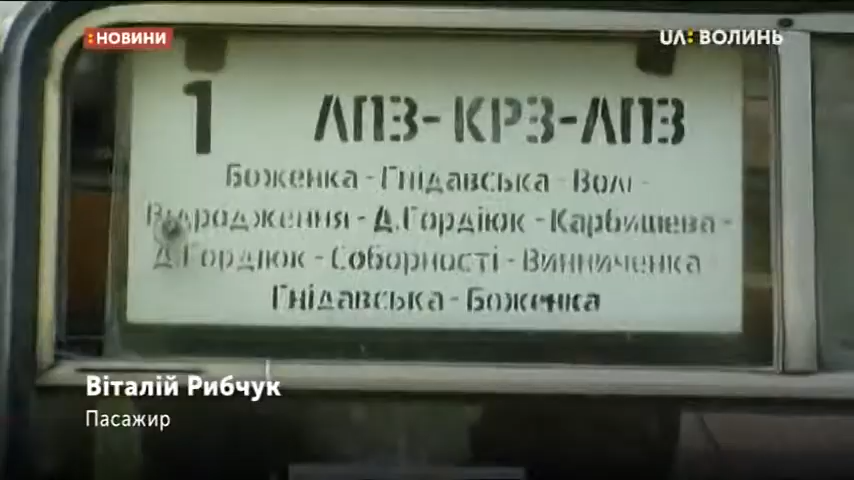 :НОВИНИ
UA: ВОЛИНЬ
1 ЛПЗ-КРЗ-ЛПЗ
Боженка - Гнідавська - Волі -
Відродження - Д.Гордіюк - Карбишева -
Д.Гордіюк - Соборності - Винниченка
Гнідавська - Боженка
Віталій Рибчук
Пасажир